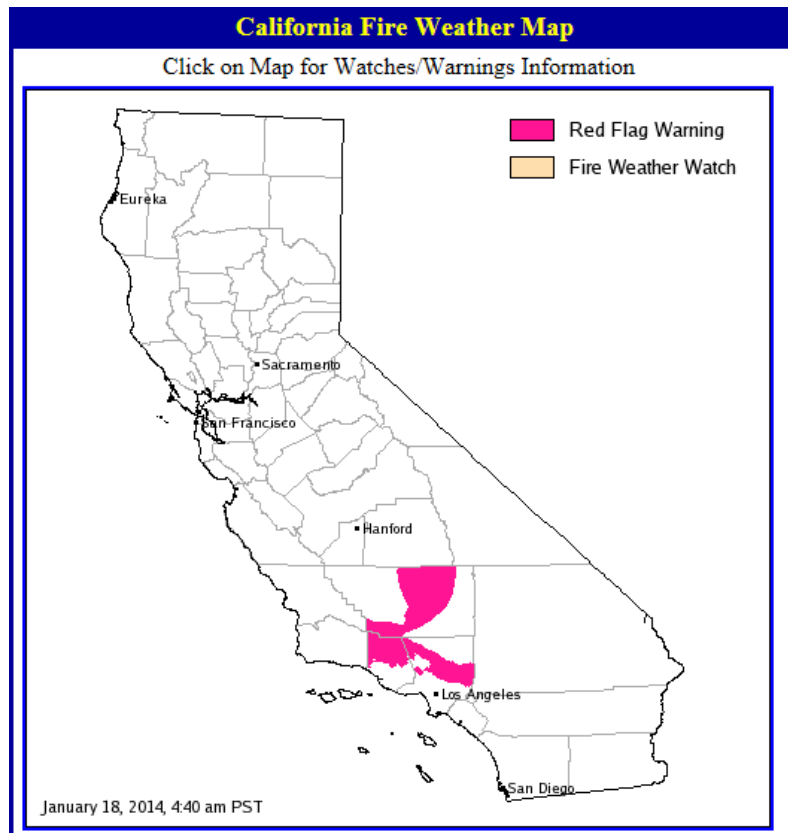 California Fire Weather Map
Click on Map for Watches/Warnings Information
Red Flag Warning
Fire Weather Watch
Eureka
Sacramento
San Francisco
Hanford
Los Angeles
San Diego
January 18, 2014, 4:40 am PST